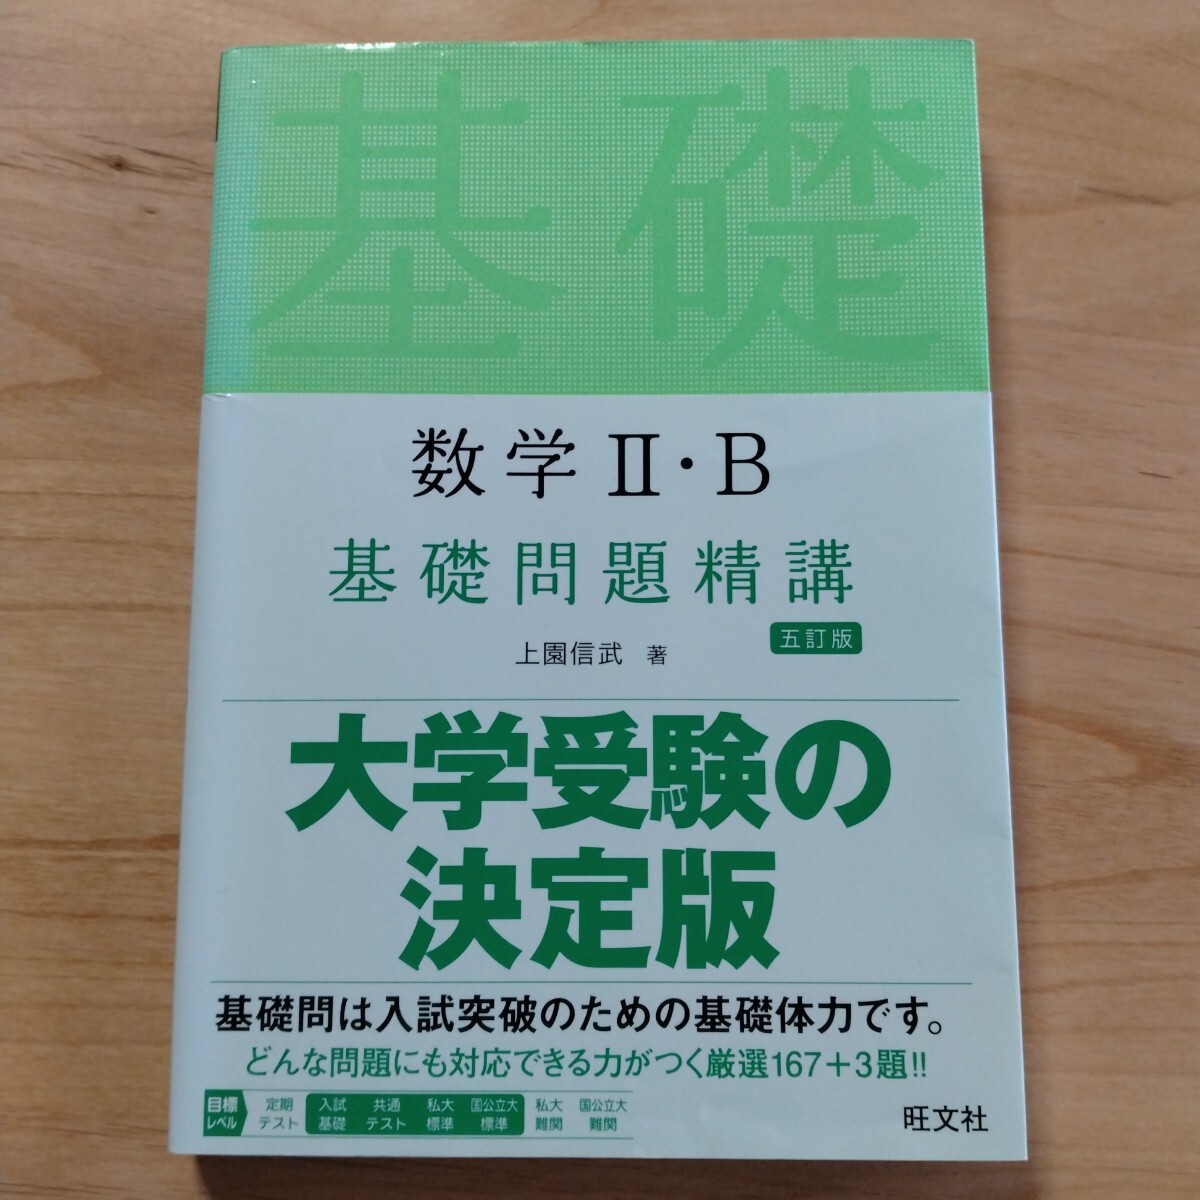 基礎
数学 II・B
基礎問題精講
五訂版
上園信武 著
大学受験の
決定版
基礎問は入試突破のための基礎体力です。
どんな問題にも対応できる力がつく厳選167+3題!!
目標 定期 入試 共通 私大 国公立大 私大 国公立大
レベル テスト 基礎 テスト 標準 標準 難関 難関
旺文社